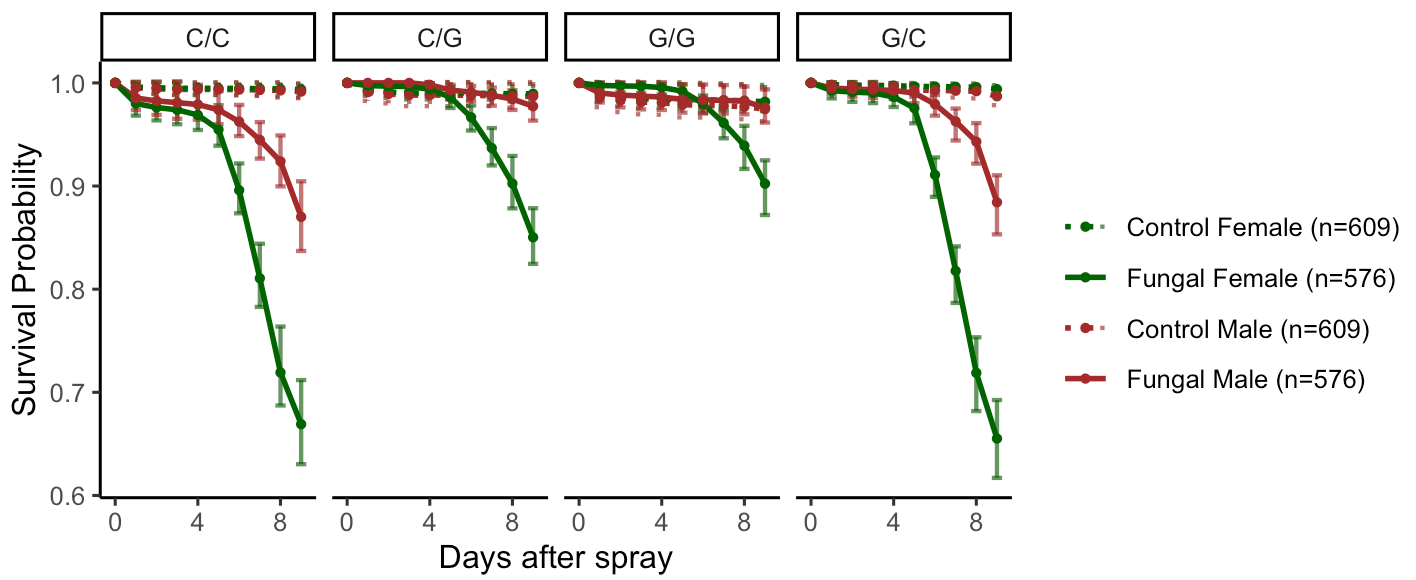 C/C C/G G/G G/C
1.0
0.9
0.8
0.7
0.6
Survival Probability
0 4 8 0 4 8 0 4 8 0 4 8
Days after spray
Control Female (n=609)
Fungal Female (n=576)
Control Male (n=609)
Fungal Male (n=576)